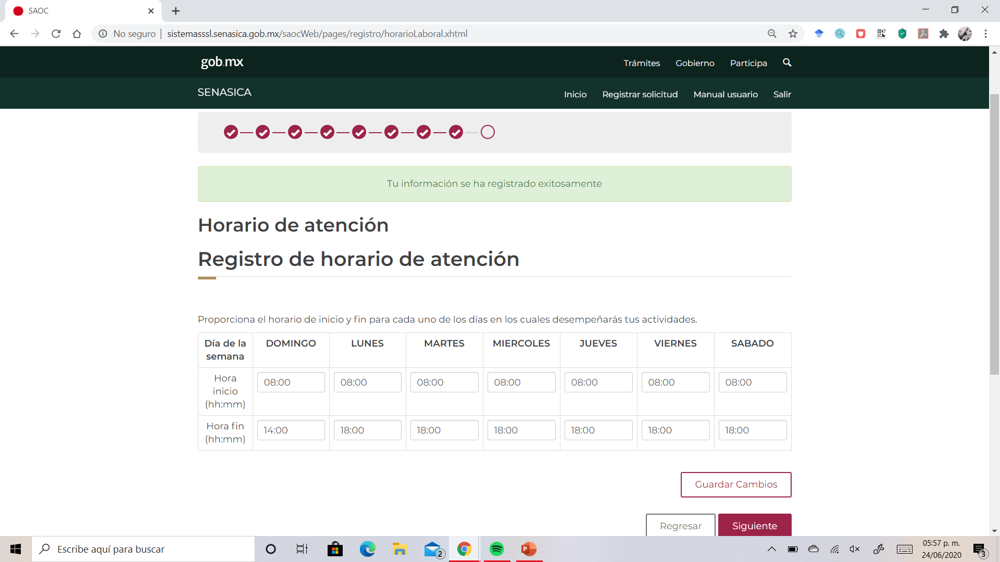 SAOC
No seguro | sistemasssl.senasica.gob.mx/saocWeb/pages/registro/horarioLaboral.xhtml
gob.mx
Trámites Gobierno Participa
SENASICA
Inicio Registrar solicitud Manual usuario Salir
Tu información se ha registrado exitosamente
Horario de atención
Registro de horario de atención
Proporciona el horario de inicio y fin para cada uno de los días en los cuales desempeñarás tus actividades.
Día de la semana DOMINGO LUNES MARTES MIERCOLES JUEVES VIERNES SABADO
Hora inicio (hh:mm) 08:00 08:00 08:00 08:00 08:00 08:00 08:00
Hora fin (hh:mm) 14:00 18:00 18:00 18:00 18:00 18:00 18:00
Guardar Cambios
Regresar Siguiente
Escribe aquí para buscar
2
05:57 p. m.
24/06/2020
3